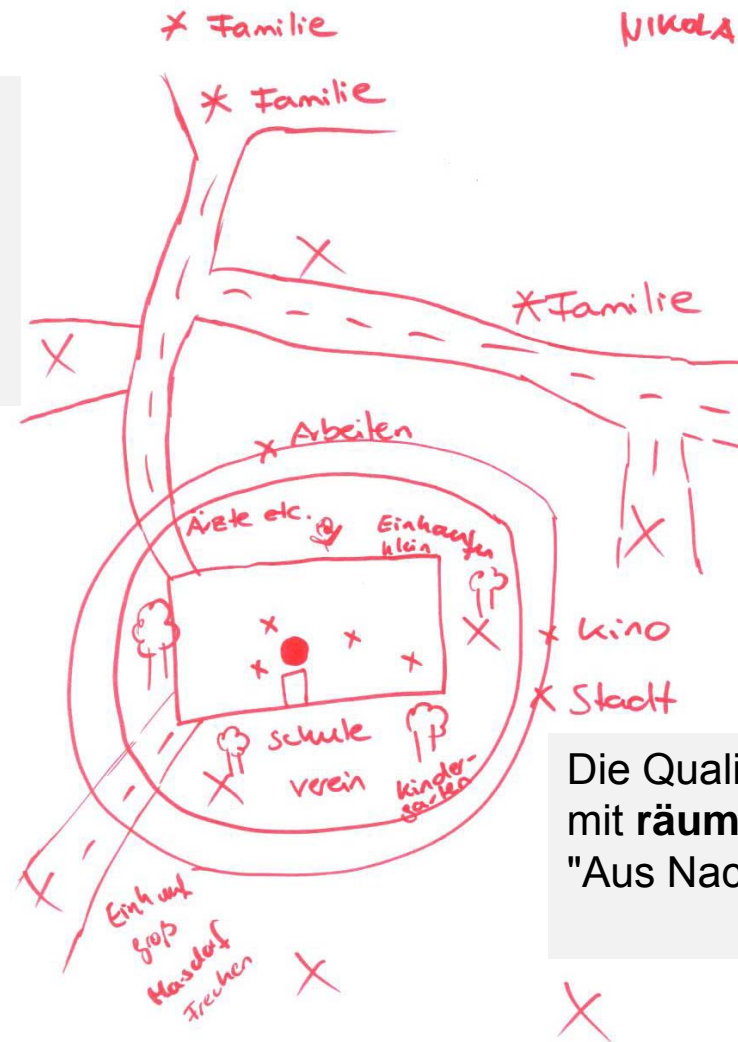 Familie
NIKOLA
Familie
Familie
Arbeiten
Ärzte etc.
Einkaufen
klein
Kino
Stadt
Schule
Verein
Kinder-
garten
Einkauf
groß
Frechen
Die Quali
mit räum
"Aus Nac